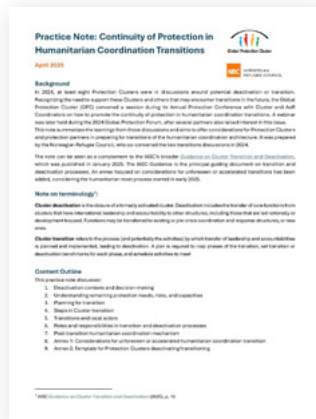 Practice Note: Continuity of Protection in
Humanitarian Coordination Transitions
Global Protection Cluster
April 2025
NRC
NORWEGIAN
REFUGEE COUNCIL
Background
In 2024, at least eight Protection Clusters were in discussions around potential deactivation or transition.
Recognizing the need to support these Clusters and others that may encounter transitions in the future, the Global
Protection Cluster (GPC) convened a session during its Annual Protection Conference with Cluster and AoR
Coordinators on how to promote the continuity of protection in humanitarian coordination transitions. A webinar
was later held during the 2024 Global Protection Forum, after several partners also raised interest in this issue.
This note summarizes the learnings from those discussions and aims to offer considerations for Protection Clusters
and protection partners in preparing for transitions of the humanitarian coordination architecture. It was prepared
by the Norwegian Refugee Council, who co-convened the two transitions discussions in 2024.
The note can be seen as a complement to the IASC's broader Guidance on Cluster Transition and Deactivation,
which was published in January 2025. The IASC Guidance is the principal guiding document on transition and
deactivation processes. An annex focused on considerations for unforeseen or accelerated transitions has been
added, considering the humanitarian reset process started in early 2025.
Note on terminology¹:
Cluster deactivation is the closure of a formally activated cluster. Deactivation includes the transfer of core functions from
clusters that have international leadership and accountability to other structures, including those that are led nationally or
development focused. Functions may be transferred to existing or pre-crisis coordination and response structures, or new
ones.
Cluster transition refers to the process (and potentially the activities) by which transfer of leadership and accountabilities
is planned and implemented, leading to deactivation. A plan is required to map phases of the transition, set transition or
deactivation benchmarks for each phase, and schedule activities to meet
Content Outline
This practice note discusses:
1. Deactivation contexts and decision-making
2. Understanding remaining protection needs, risks, and capacities
3. Planning for transition
4. Steps in Cluster transition
5. Transitions and local actors
6. Roles and responsibilities in transition and deactivation processes
7. Post-transition humanitarian coordination mechanism
8. Annex 1: Considerations for unforeseen or accelerated humanitarian coordination transition
9. Annex 2: Template for Protection Clusters deactivating/transitioning
¹ IASC Guidance on Cluster Transition and Deactivation (2025), p.